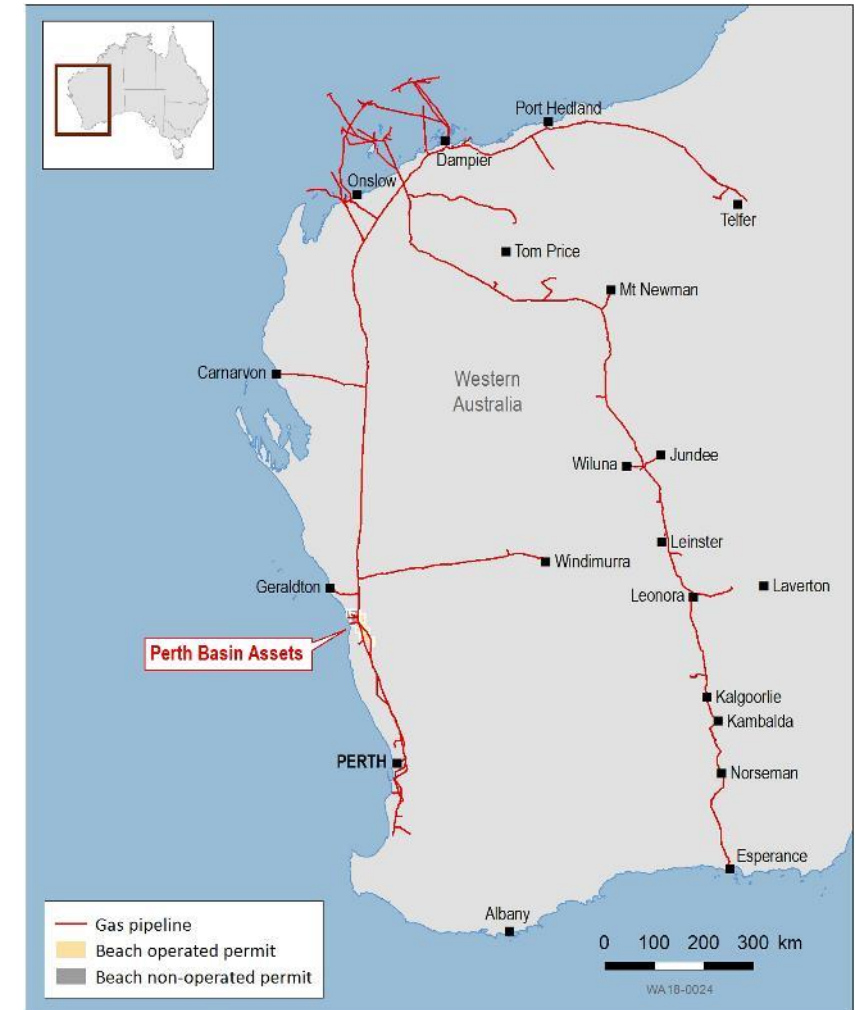 Port Hedland
Dampier
Onslow
Telfer
Tom Price
Mt Newman
Carnarvon
Western
Australia
Wiluna
Jundee
Leinster
Windimurra
Geraldton
Leonora
Laverton
Perth Basin Assets
Kalgoorlie
Kambalda
PERTH
Norseman
Esperance
Albany
Gas pipeline
Beach operated permit
Beach non-operated permit
0 100 200 300 km
WA18-0024